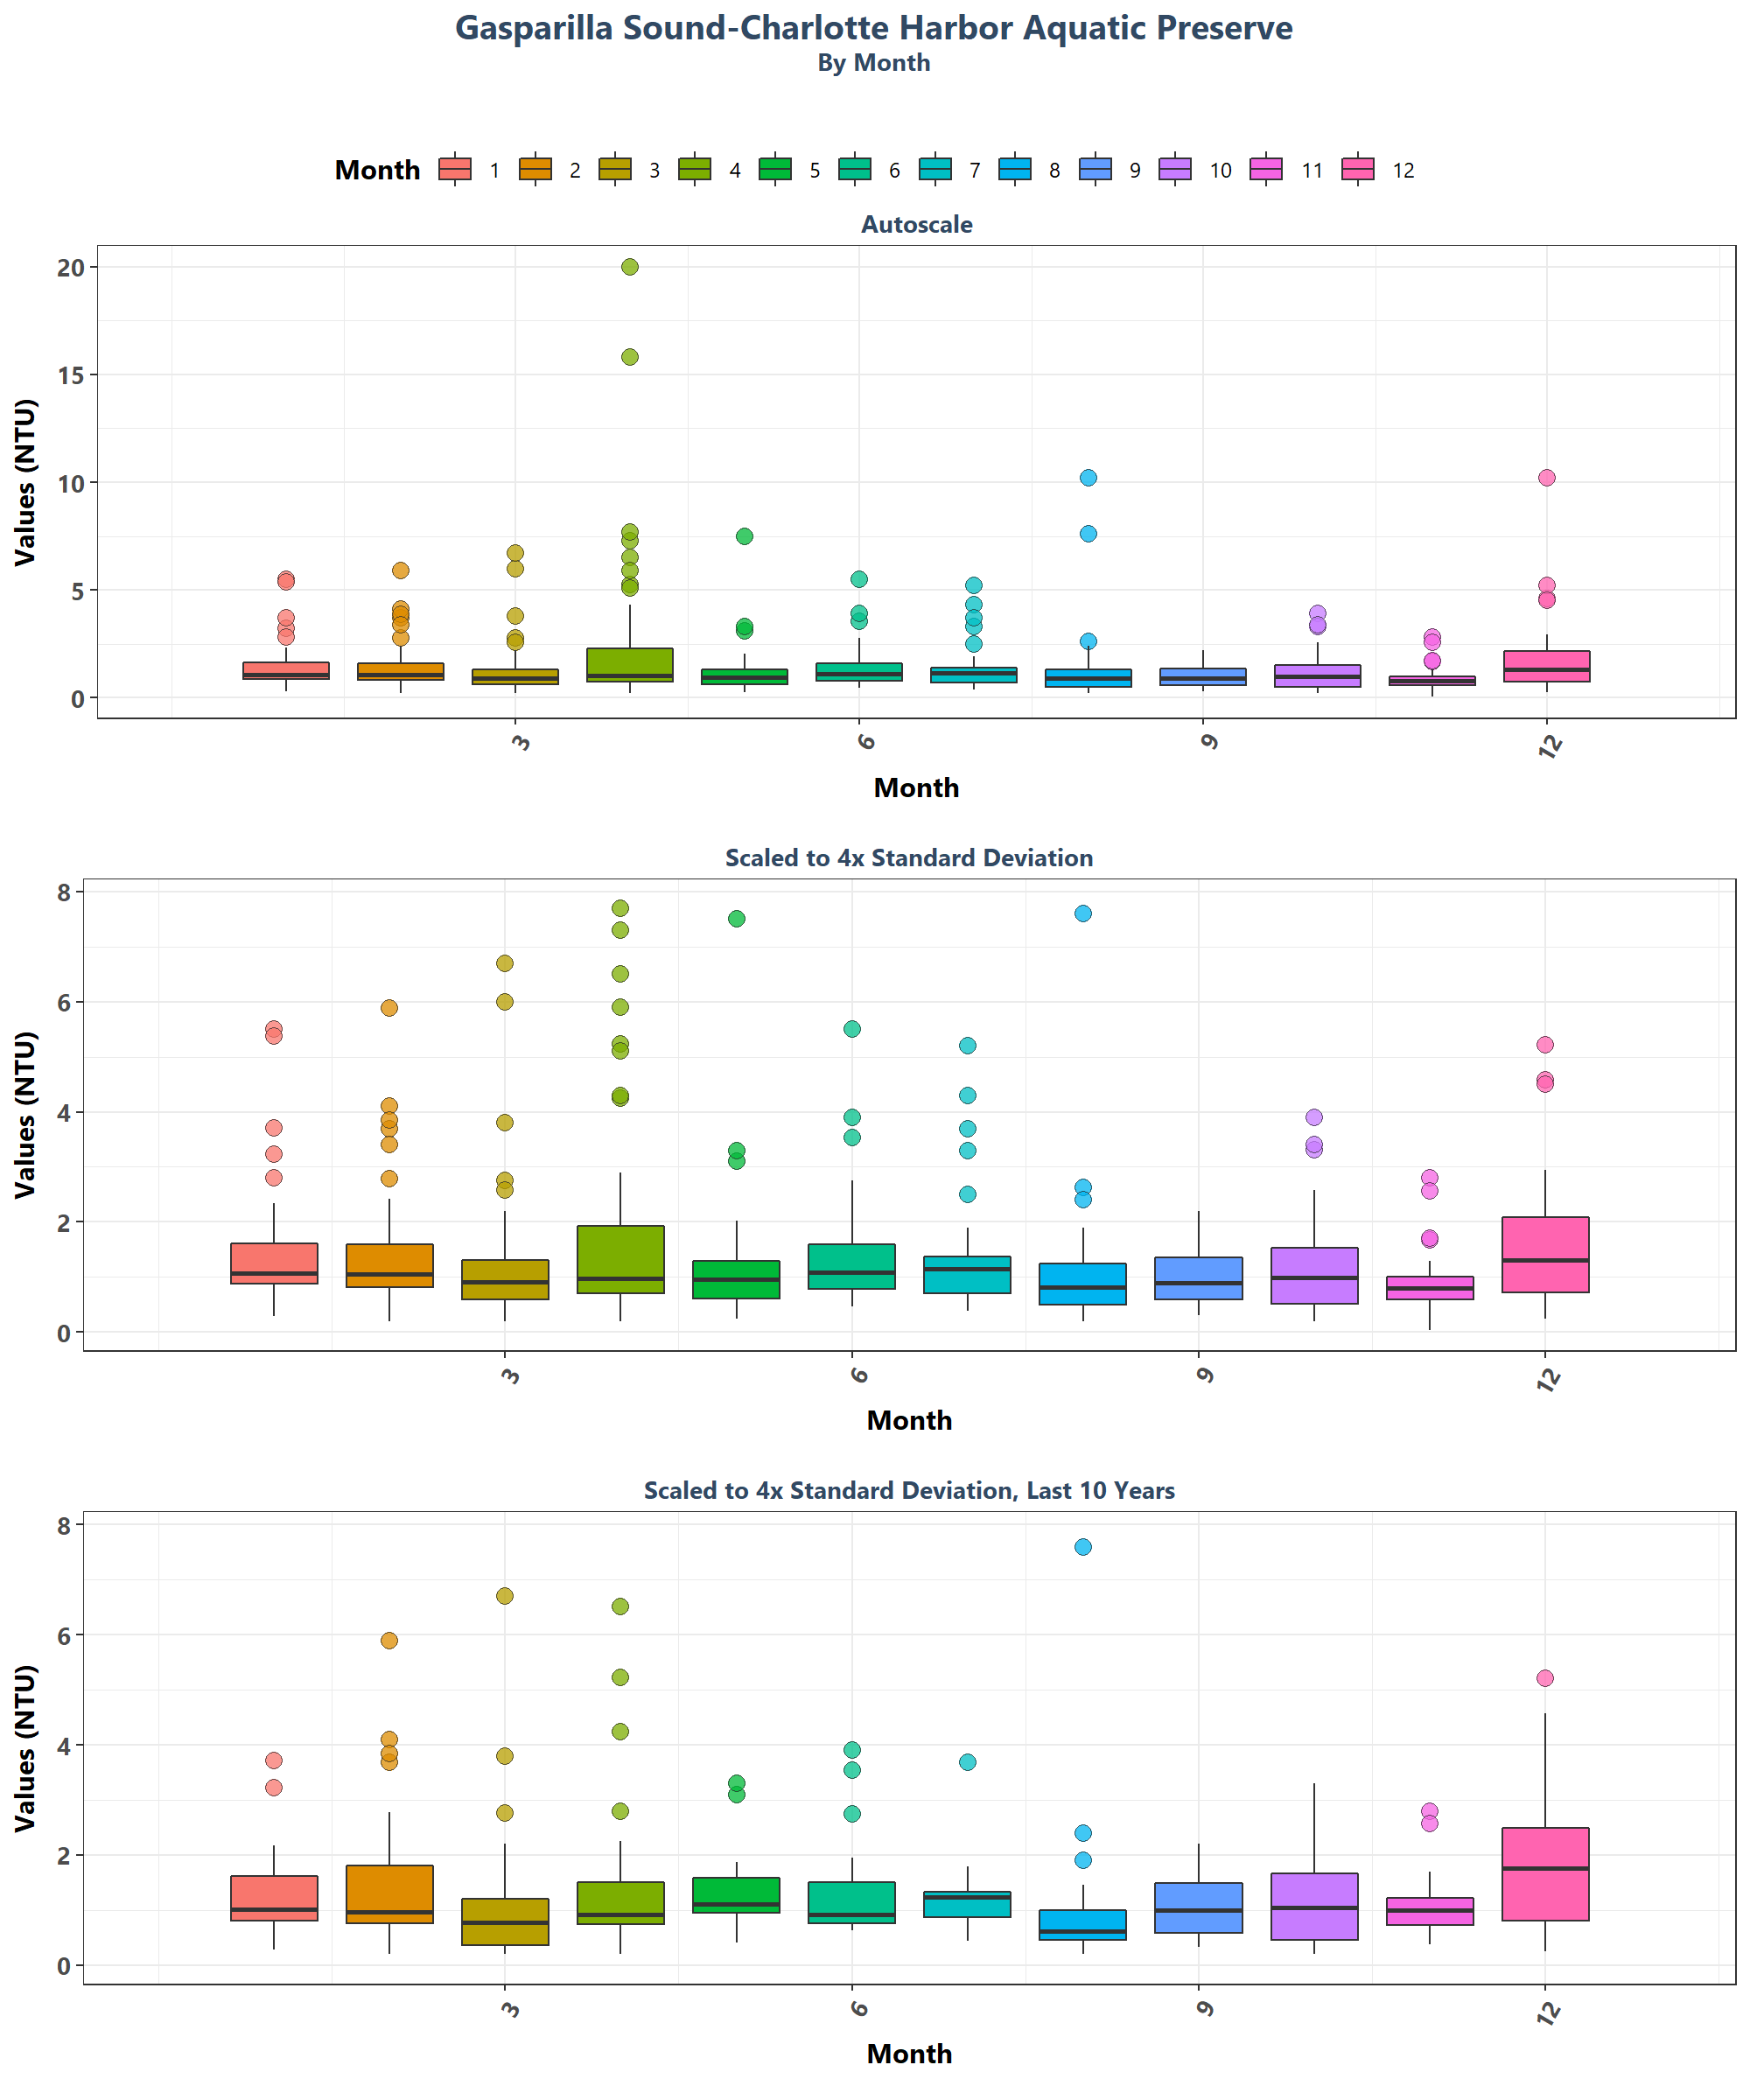 Gasparilla Sound-Charlotte Harbor Aquatic Preserve
By Month
Month 1 2 3 4 5 6 7 8 9 10 11 12
Autoscale
Values (NTU)
20
15
10
5
0
3 6 9 12
Month
Scaled to 4x Standard Deviation
Values (NTU)
8
6
4
2
0
3 6 9 12
Month
Scaled to 4x Standard Deviation, Last 10 Years
Values (NTU)
8
6
4
2
0
3 6 9 12
Month